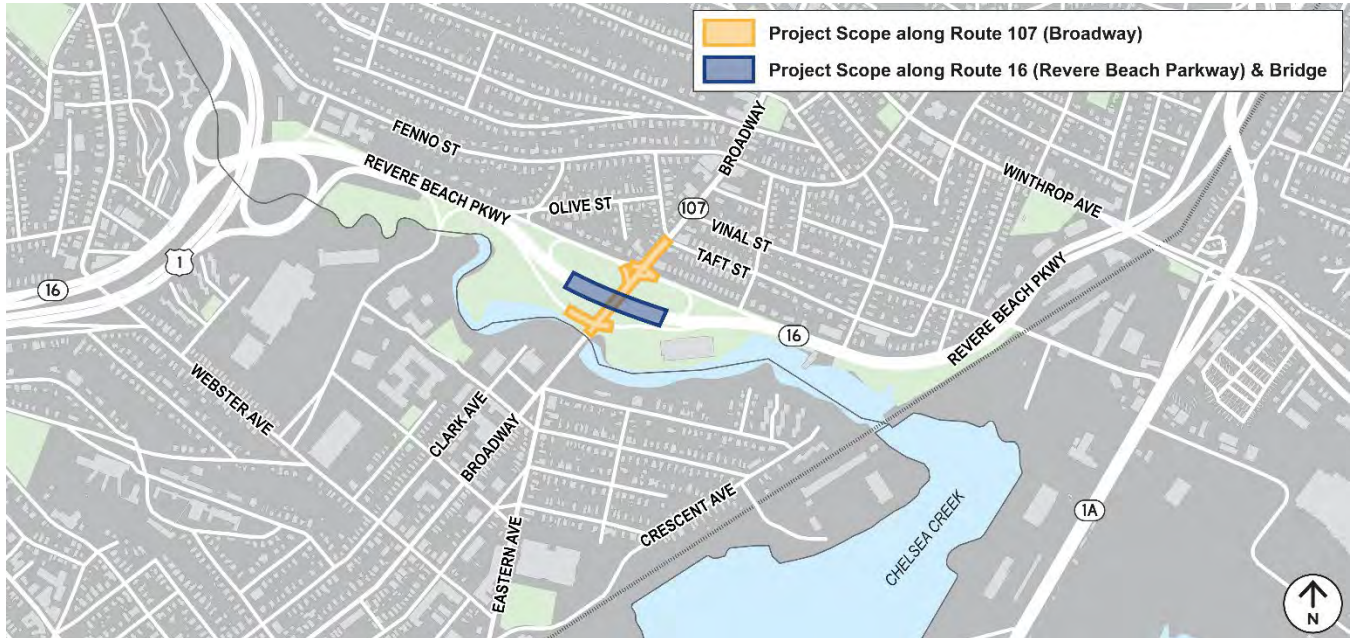 Project Scope along Route 107 (Broadway)
Project Scope along Route 16 (Revere Beach Parkway) & Bridge
FENNO ST
BROADWAY
REVERE BEACH PKWY
WINTHROP AVE
OLIVE ST
107
VINAL ST
TAFT ST
1
16
REVERE BEACH PKWY
16
WEBSTER AVE
CLARK AVE
BROADWAY
CRESCENT AVE
EASTERN AVE
CHELSEA CREEK
1A
N